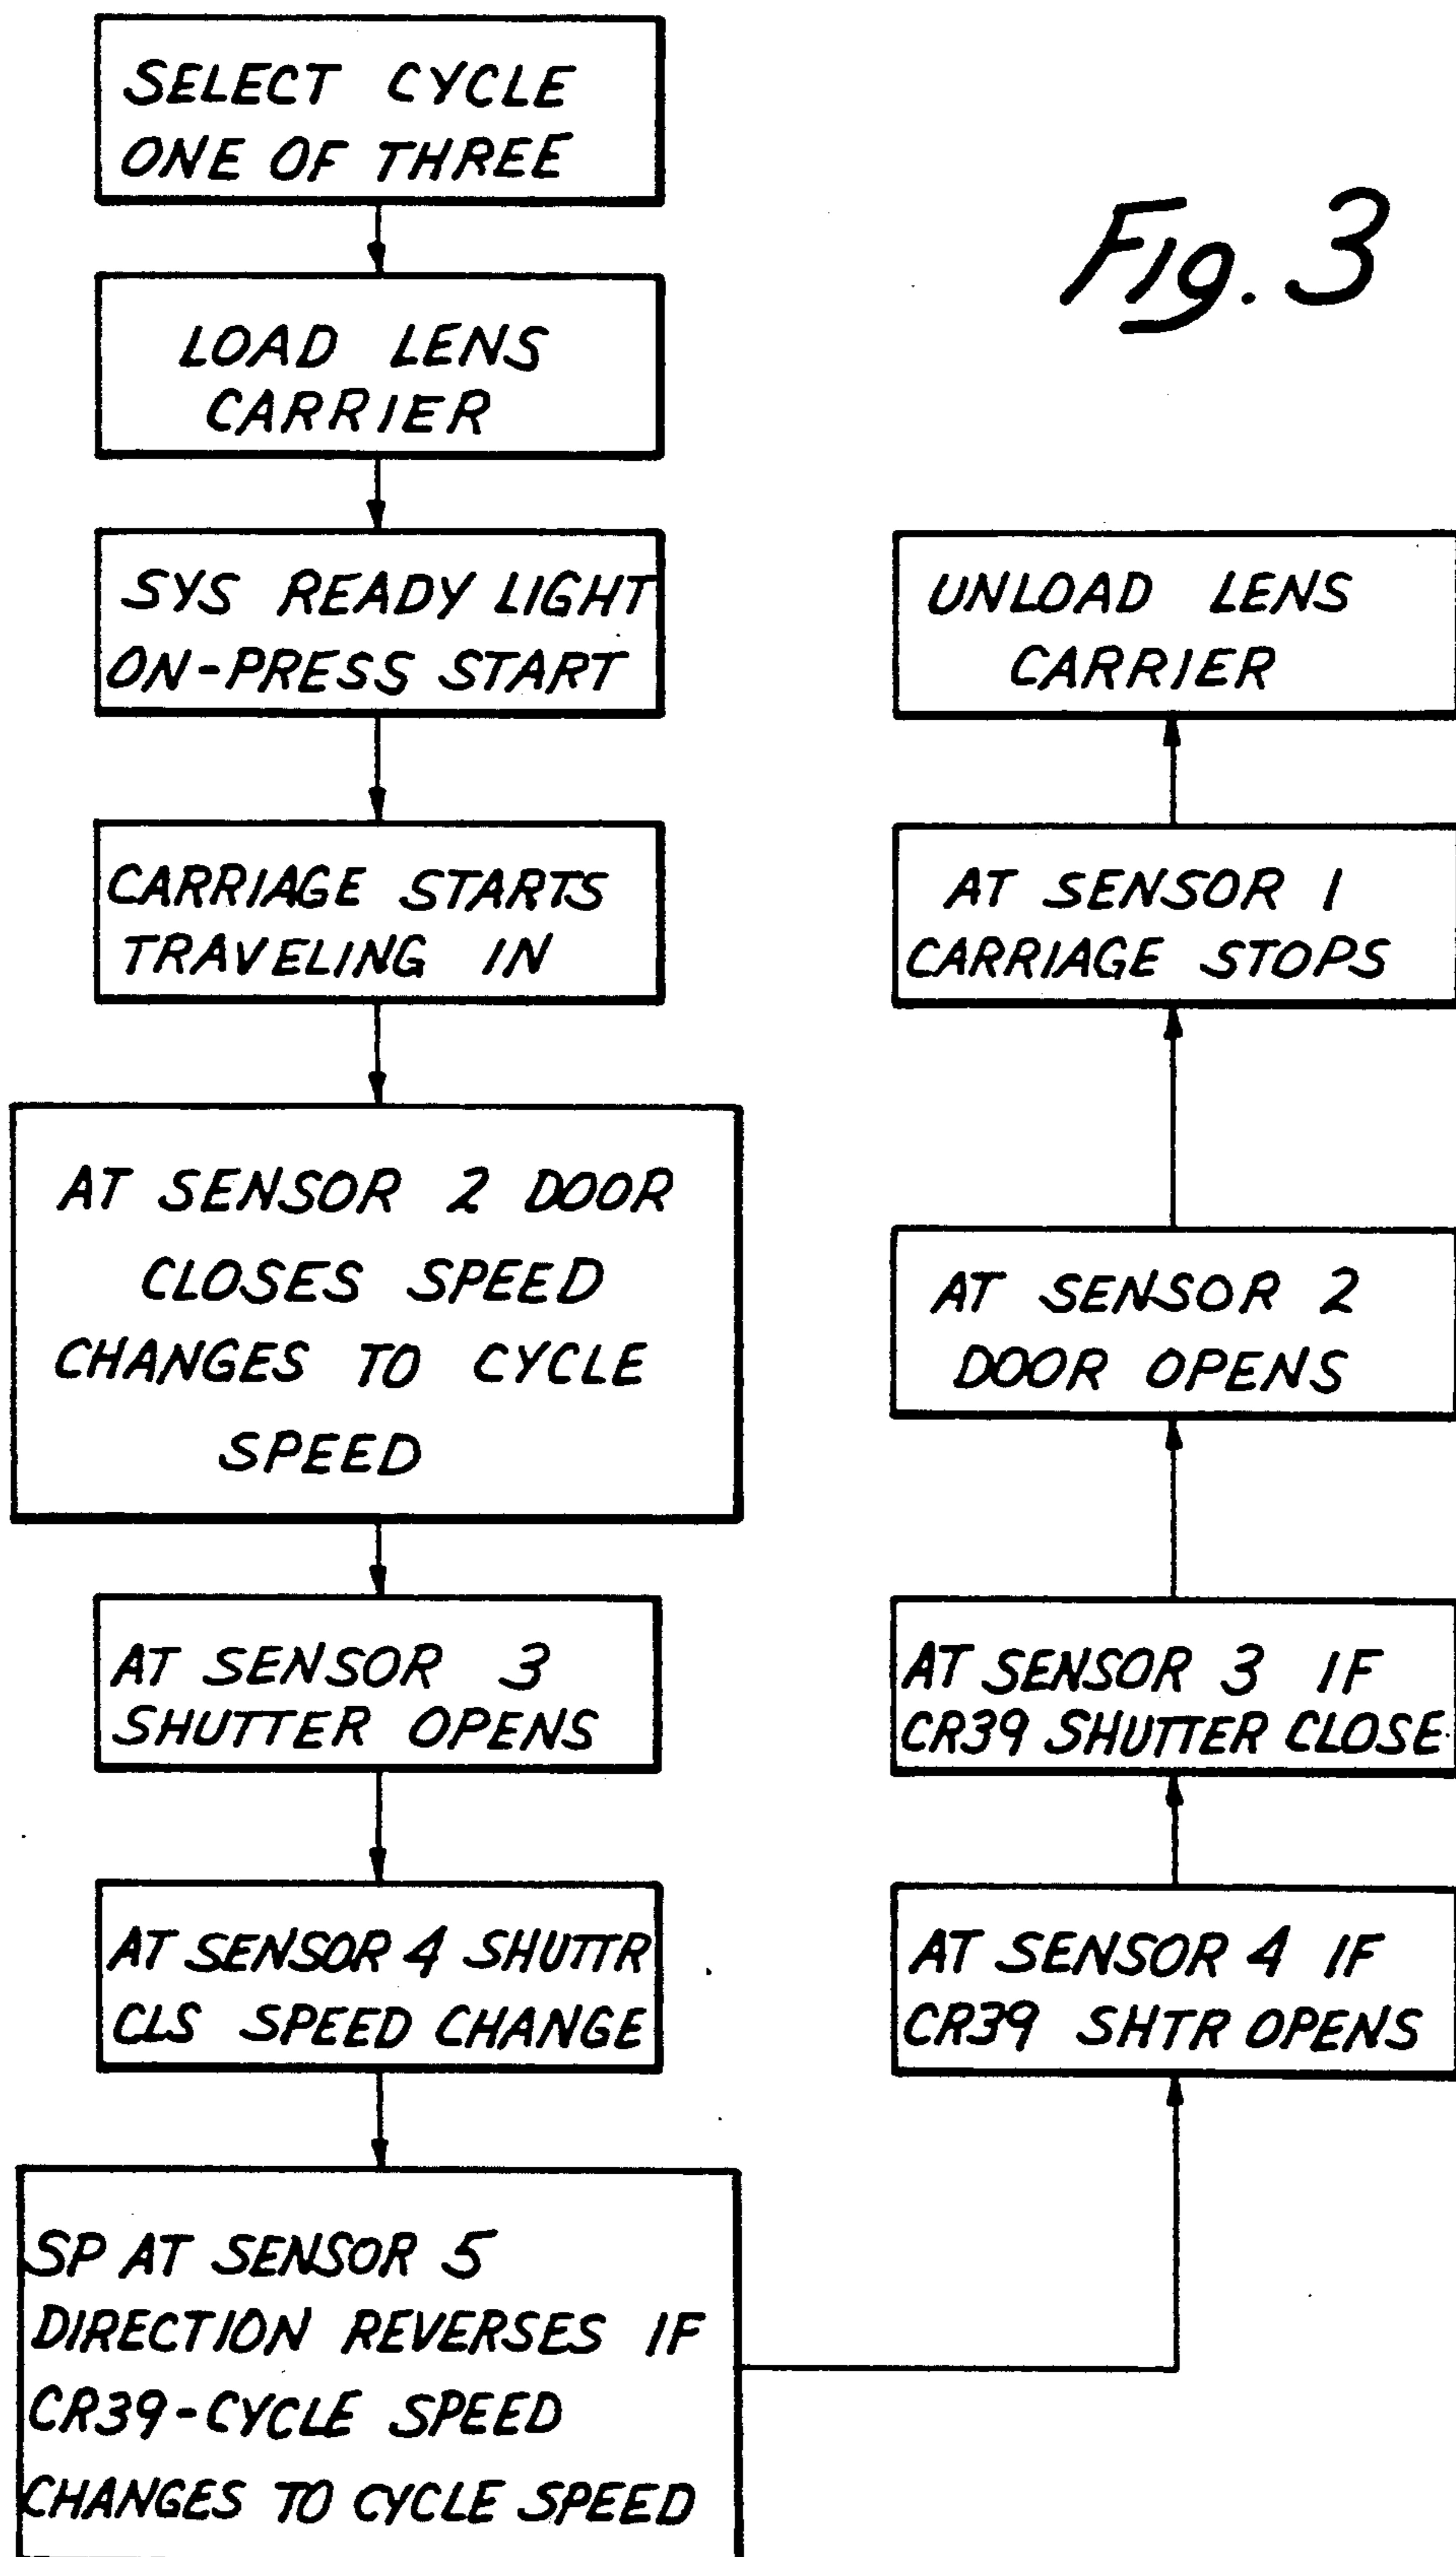 SELECT CYCLE
ONE OF THREE
LOAD LENS
CARRIER
SYS READY LIGHT
ON-PRESS START
CARRIAGE STARTS
TRAVELING IN
AT SENSOR 2 DOOR
CLOSES SPEED
CHANGES TO CYCLE
SPEED
AT SENSOR 3
SHUTTER OPENS
AT SENSOR 4 SHUTTR
CLS SPEED CHANGE
SP AT SENSOR 5
DIRECTION REVERSES IF
CR39-CYCLE SPEED
CHANGES TO CYCLE SPEED
AT SENSOR 4 IF
CR39 SHTR OPENS
AT SENSOR 3 IF
CR39 SHUTTER CLOSE
AT SENSOR 2
DOOR OPENS
AT SENSOR 1
CARRIAGE STOPS
UNLOAD LENS
CARRIER
Fig. 3